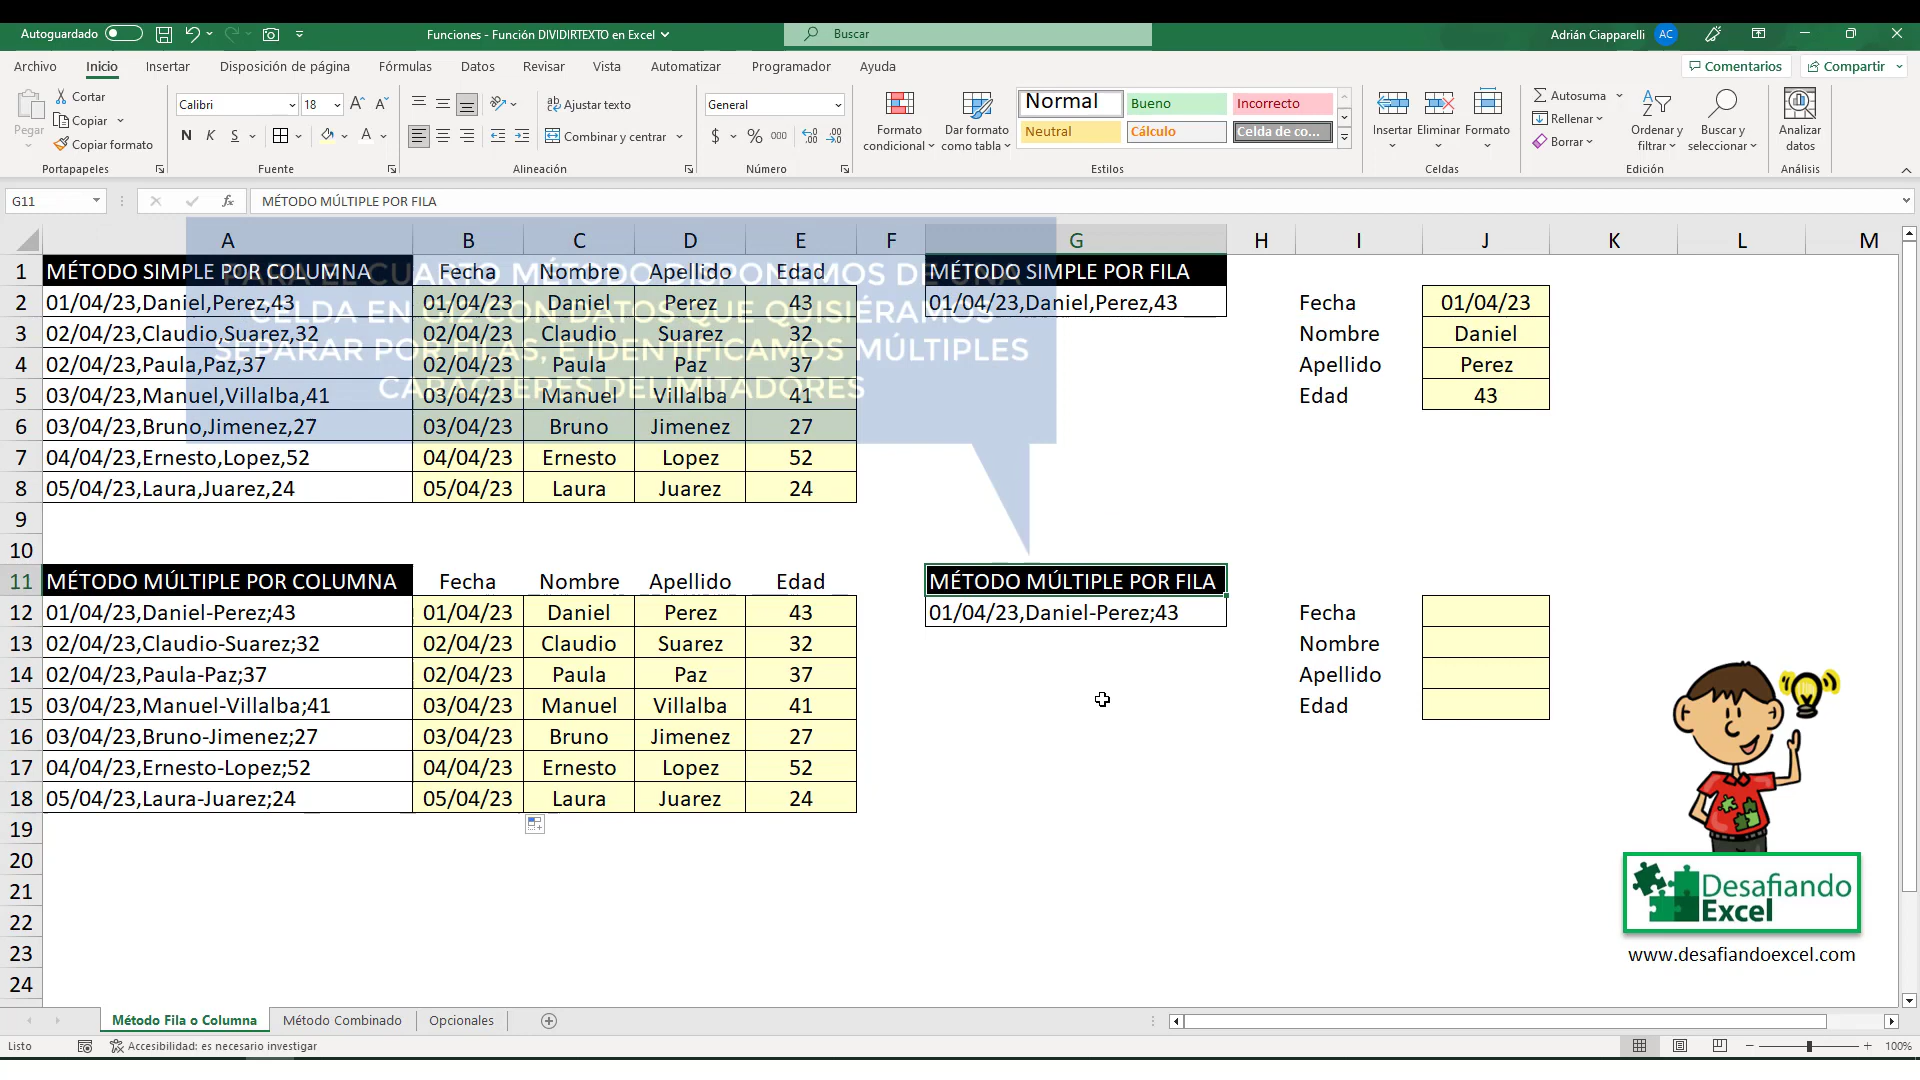 Autoguardado
Funciones - Función DIVIDIRTEXTO en Excel
Buscar
Adrián Ciapparelli
AC
Archivo Inicio Insertar Disposición de página Fórmulas Datos Revisar Vista Automatizar Programador Ayuda
Comentarios Compartir
Pegar
Cortar
Copiar
Copiar formato
Portapapeles
Calibri 18
N K S
Fuente
Ajustar texto
Combinar y centrar
Alineación
General
$ % 000
Número
Formato condicional
Dar formato como tabla
Normal Bueno Incorrecto
Neutral Cálculo Celda de co...
Estilos
Insertar Eliminar Formato
Celdas
Autosuma
Rellenar
Borrar
Ordenar y filtrar
Buscar y seleccionar
Edición
Analizar datos
Análisis
G11 fx MÉTODO MÚLTIPLE POR FILA
A B C D E F G H I J K L M
PARA EL CUARTO MÉTODO DISPONEMOS DE UNA
CELDA EN G12 CON DATOS QUE QUISIÉRAMOS
SEPARAR POR FILAS, E IDENTIFICAMOS MÚLTIPLES
CARACTERES DELIMITADORES
1 MÉTODO SIMPLE POR COLUMNA Fecha Nombre Apellido Edad MÉTODO SIMPLE POR FILA
2 01/04/23,Daniel,Perez,43 01/04/23 Daniel Perez 43 01/04/23,Daniel,Perez,43 Fecha 01/04/23
3 02/04/23,Claudio,Suarez,32 02/04/23 Claudio Suarez 32 Nombre Daniel
4 02/04/23,Paula,Paz,37 02/04/23 Paula Paz 37 Apellido Perez
5 03/04/23,Manuel,Villalba,41 03/04/23 Manuel Villalba 41 Edad 43
6 03/04/23,Bruno,Jimenez,27 03/04/23 Bruno Jimenez 27
7 04/04/23,Ernesto,Lopez,52 04/04/23 Ernesto Lopez 52
8 05/04/23,Laura,Juarez,24 05/04/23 Laura Juarez 24
9
10
11 MÉTODO MÚLTIPLE POR COLUMNA Fecha Nombre Apellido Edad MÉTODO MÚLTIPLE POR FILA
12 01/04/23,Daniel-Perez;43 01/04/23 Daniel Perez 43 01/04/23,Daniel-Perez;43 Fecha
13 02/04/23,Claudio-Suarez;32 02/04/23 Claudio Suarez 32 Nombre
14 02/04/23,Paula-Paz;37 02/04/23 Paula Paz 37 Apellido
15 03/04/23,Manuel-Villalba;41 03/04/23 Manuel Villalba 41 Edad
16 03/04/23,Bruno-Jimenez;27 03/04/23 Bruno Jimenez 27
17 04/04/23,Ernesto-Lopez;52 04/04/23 Ernesto Lopez 52
18 05/04/23,Laura-Juarez;24 05/04/23 Laura Juarez 24
19
20
21
22
23
24
Desafiando
Excel
www.desafiandoexcel.com
Método Fila o Columna Método Combinado Opcionales
Listo Accesibilidad: es necesario investigar 100%